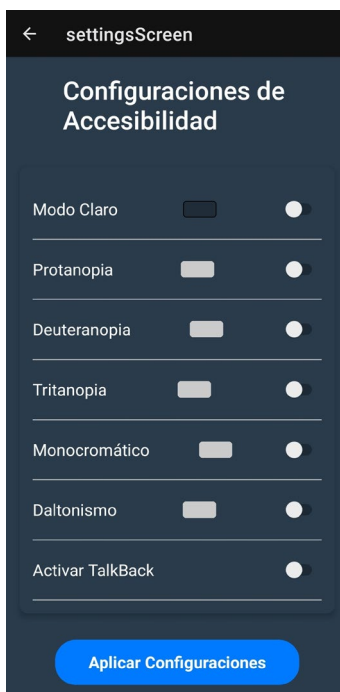 settingsScreen
Configuraciones de
Accesibilidad
Modo Claro
Protanopia
Deuteranopia
Tritanopia
Monocromático
Daltonismo
Activar TalkBack
Aplicar Configuraciones